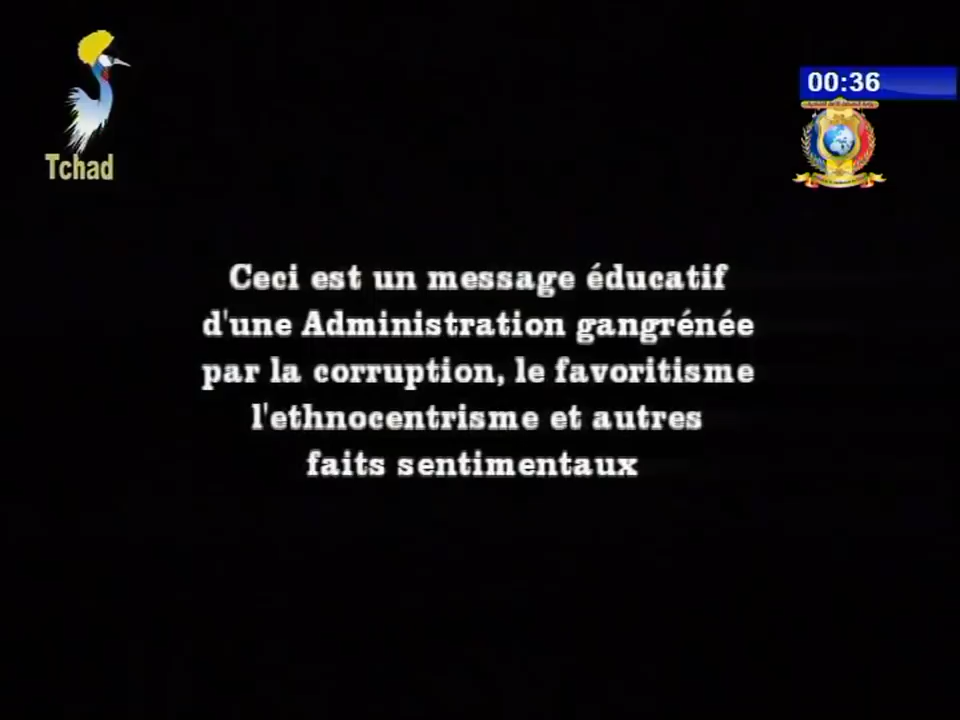 Tchad
00:36
Ceci est un message éducatif
d'une Administration gangrénée
par la corruption, le favoritisme
l'ethnocentrisme et autres
faits sentimentaux